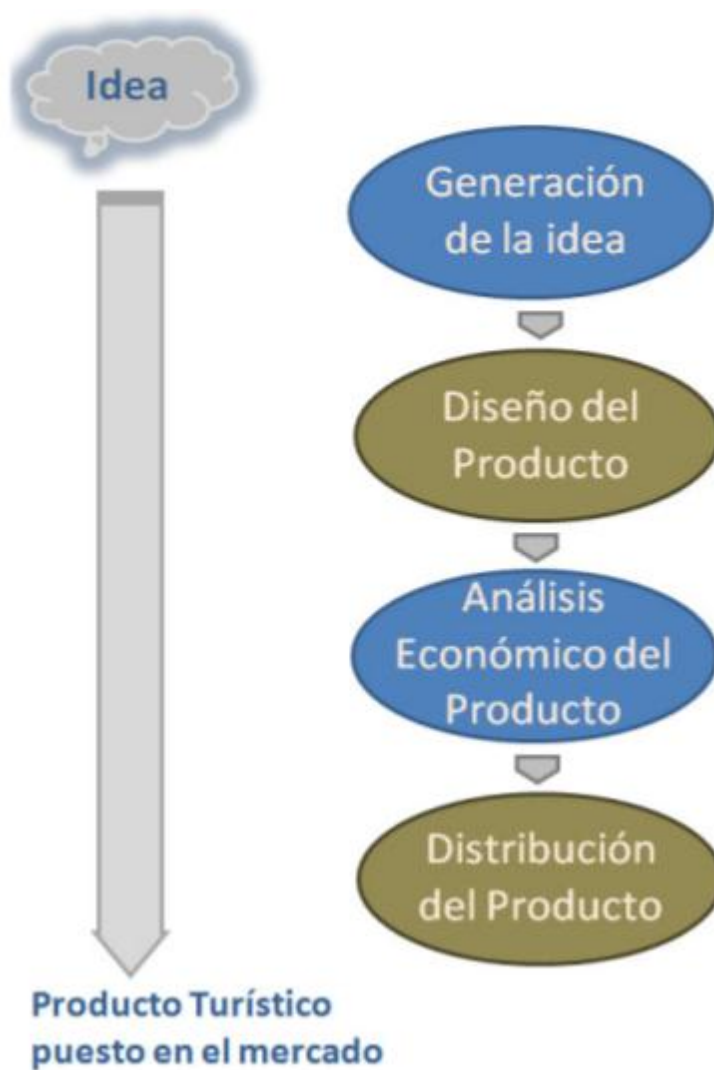 Idea
Generación
de la idea
Diseño del
Producto
Análisis
Económico del
Producto
Distribución
del Producto
Producto Turístico
puesto en el mercado